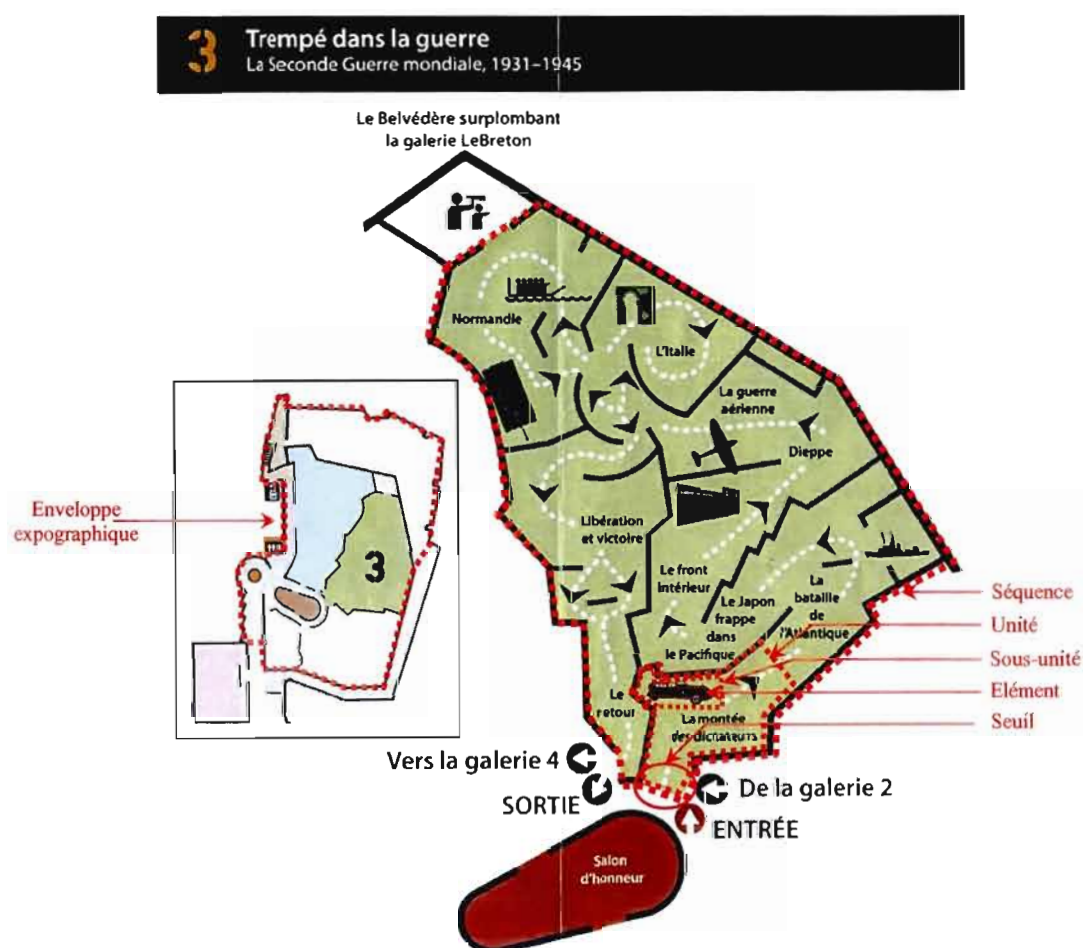 3
Trempé dans la guerre
La Seconde Guerre mondiale, 1931–1945
Le Belvédère surplombant
la galerie LeBreton
Normandie
L'Italie
La guerre
aérienne
Dieppe
Libération
et victoire
Le front
intérieur
Le Japon
frappe
dans
le Pacifique
La
bataille
de
l'Atlantique
Le
retour
La montée
des dictateurs
Enveloppe
expographique
3
Séquence
Unité
Sous-unité
Elément
Seuil
Vers la galerie 4
SORTIE
De la galerie 2
ENTRÉE
Salon
d'honneur